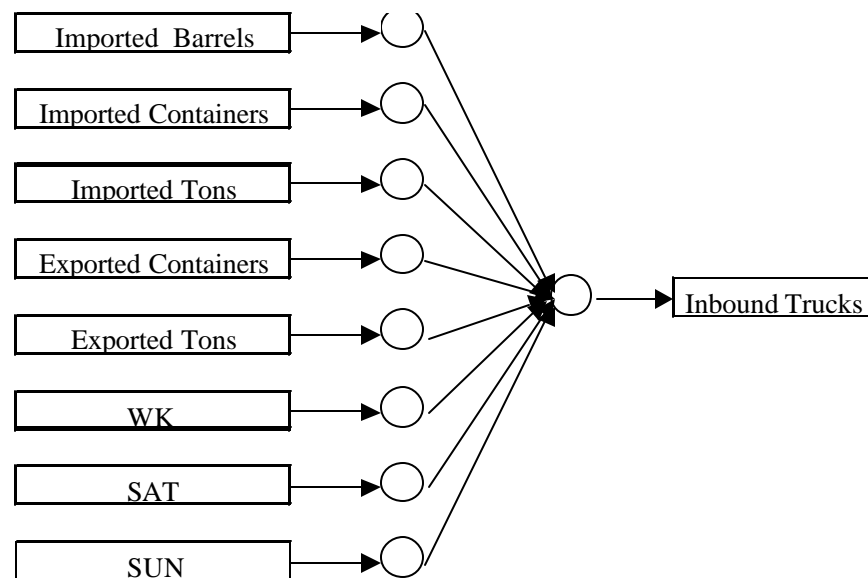 Imported Barrels
Imported Containers
Imported Tons
Exported Containers
Exported Tons
Inbound Trucks
WK
SAT
SUN